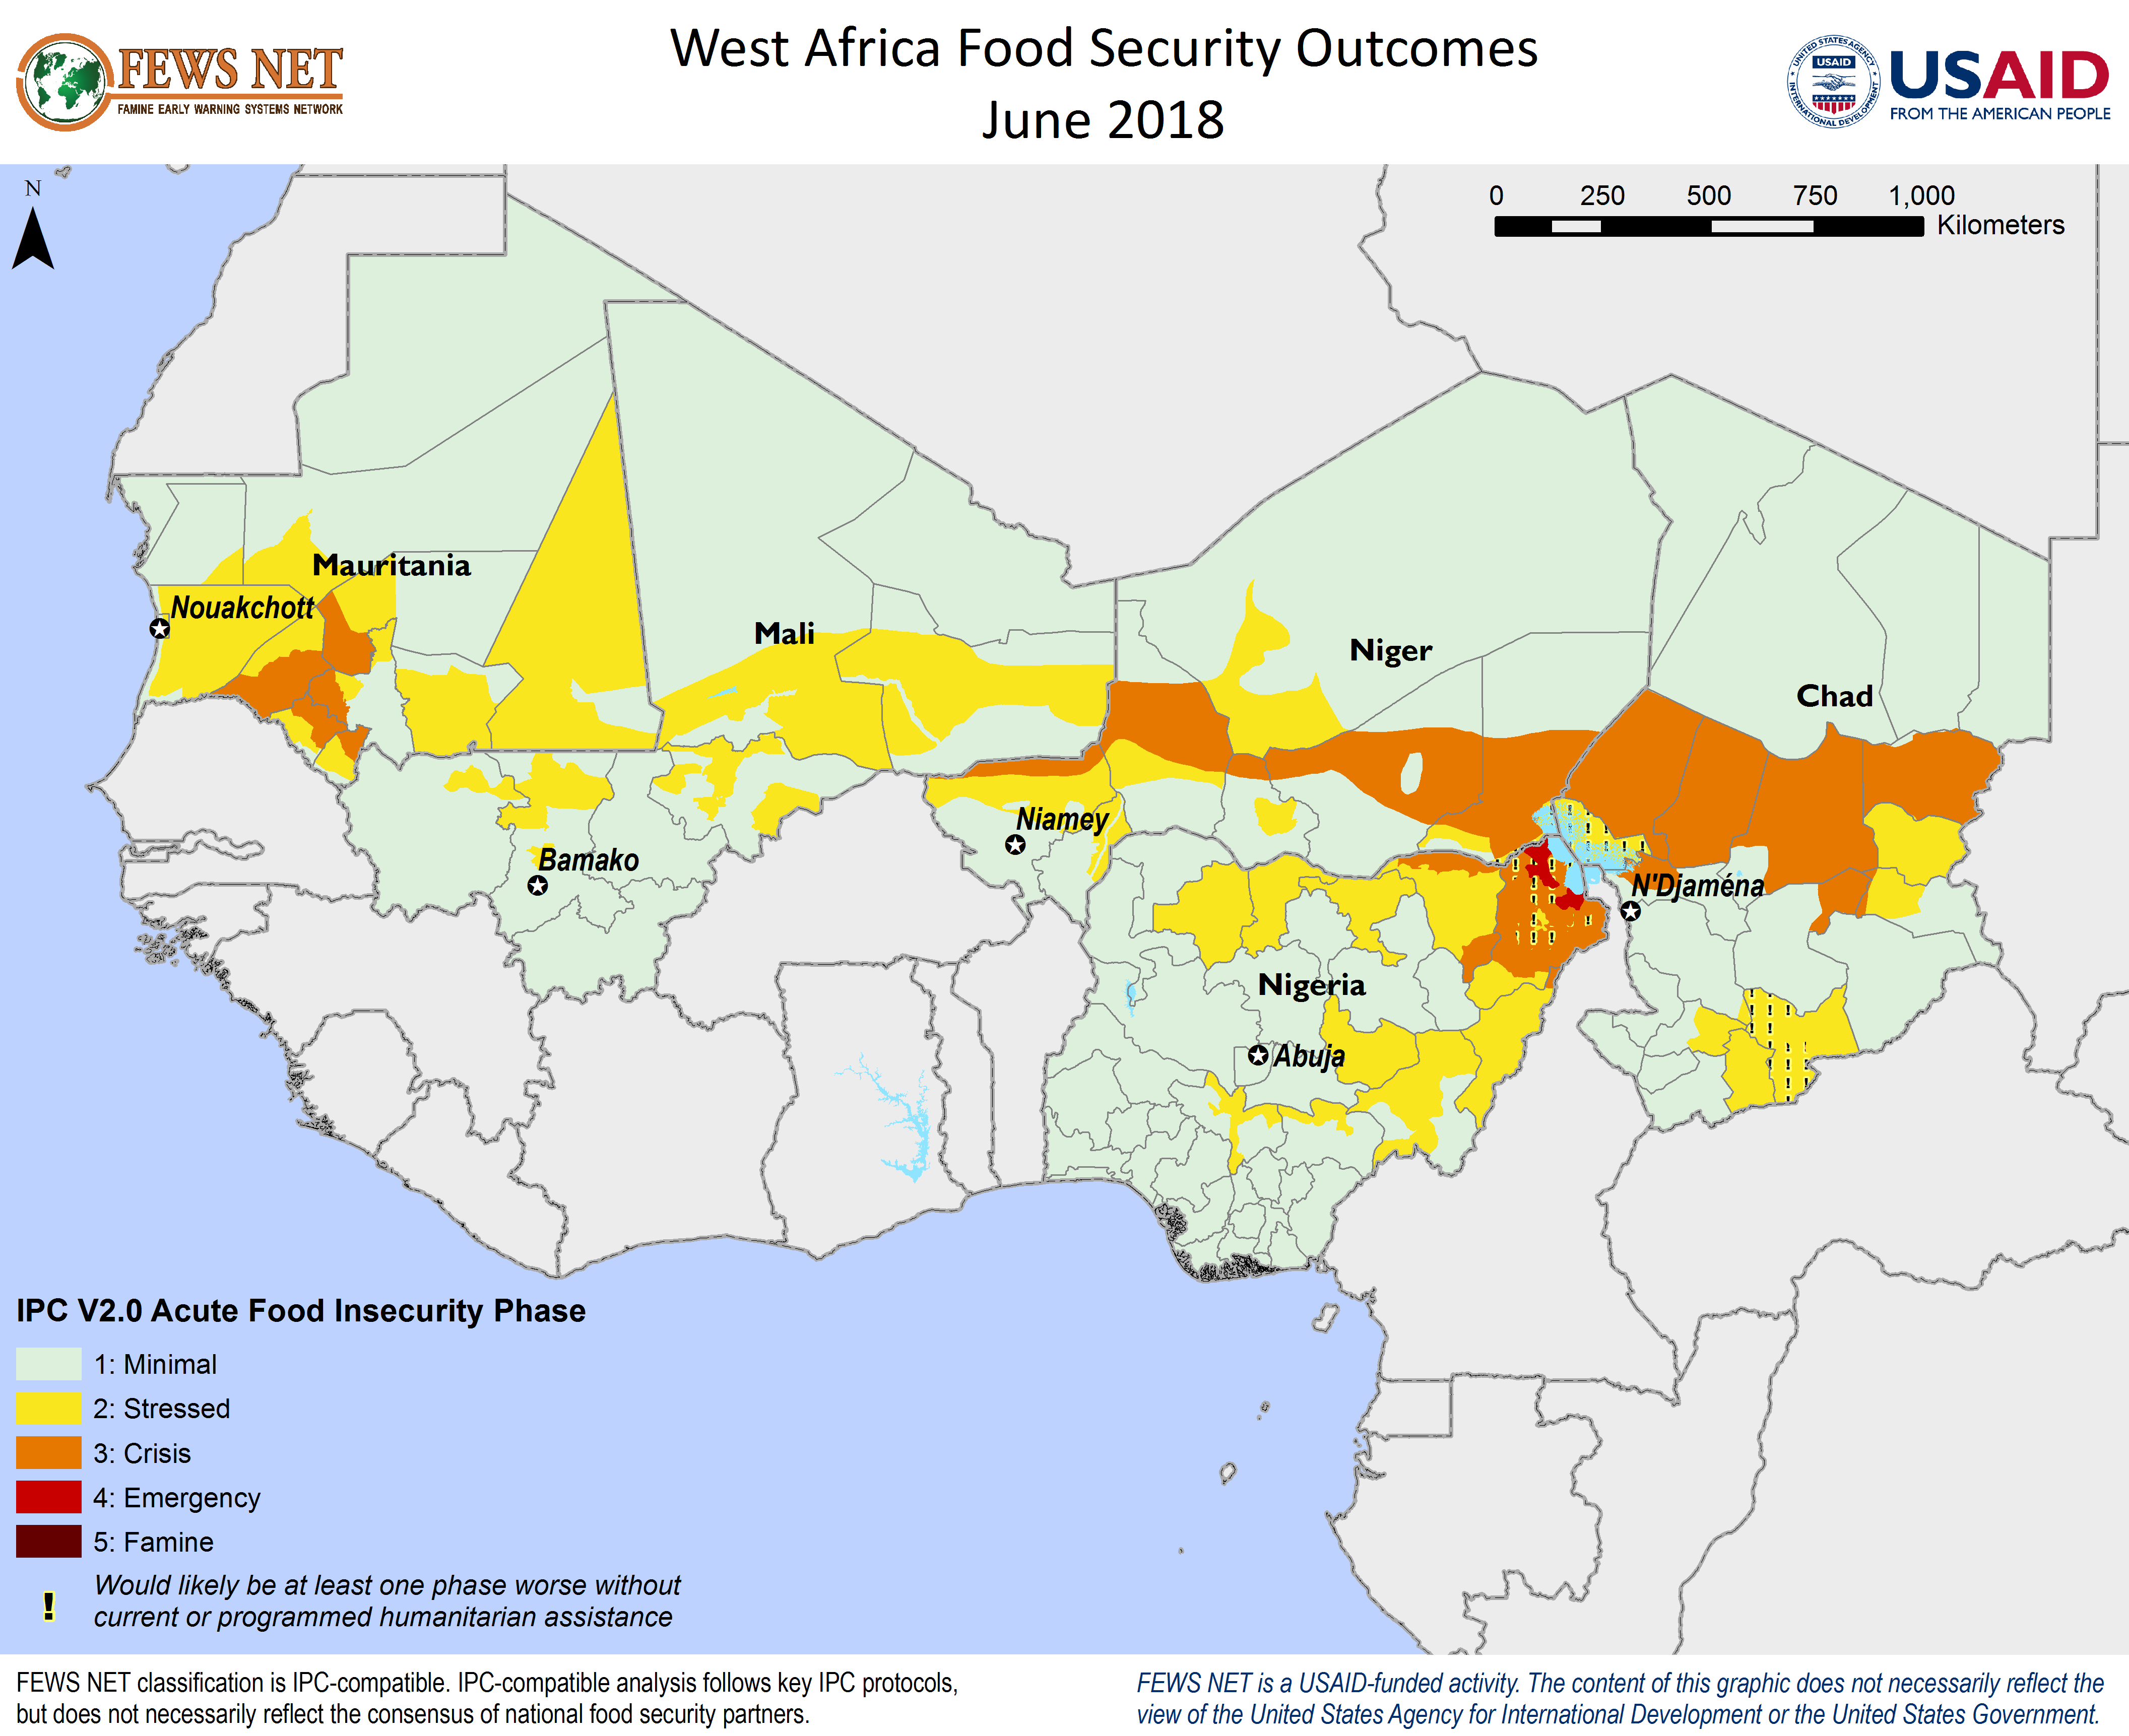 FEWS NET
FAMINE EARLY WARNING SYSTEMS NETWORK
West Africa Food Security Outcomes
June 2018
UNITED STATES AGENCY
INTERNATIONAL DEVELOPMENT
USAID
USAID
FROM THE AMERICAN PEOPLE
N
0 250 500 750 1,000
Kilometers
Mauritania
Nouakchott
Mali
Niger
Chad
Niamey
Bamako
N'Djaména
Nigeria
Abuja
IPC V2.0 Acute Food Insecurity Phase
1: Minimal
2: Stressed
3: Crisis
4: Emergency
5: Famine
! Would likely be at least one phase worse without
current or programmed humanitarian assistance
FEWS NET classification is IPC-compatible. IPC-compatible analysis follows key IPC protocols,
but does not necessarily reflect the consensus of national food security partners.
FEWS NET is a USAID-funded activity. The content of this graphic does not necessarily reflect the
view of the United States Agency for International Development or the United States Government.